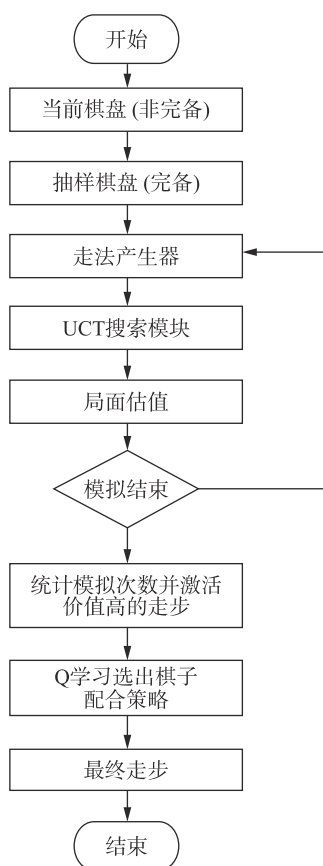 开始
当前棋盘 (非完备)
抽样棋盘 (完备)
走法产生器
UCT搜索模块
局面估值
模拟结束
统计模拟次数并激活
价值高的走步
Q学习选出棋子
配合策略
最终走步
结束